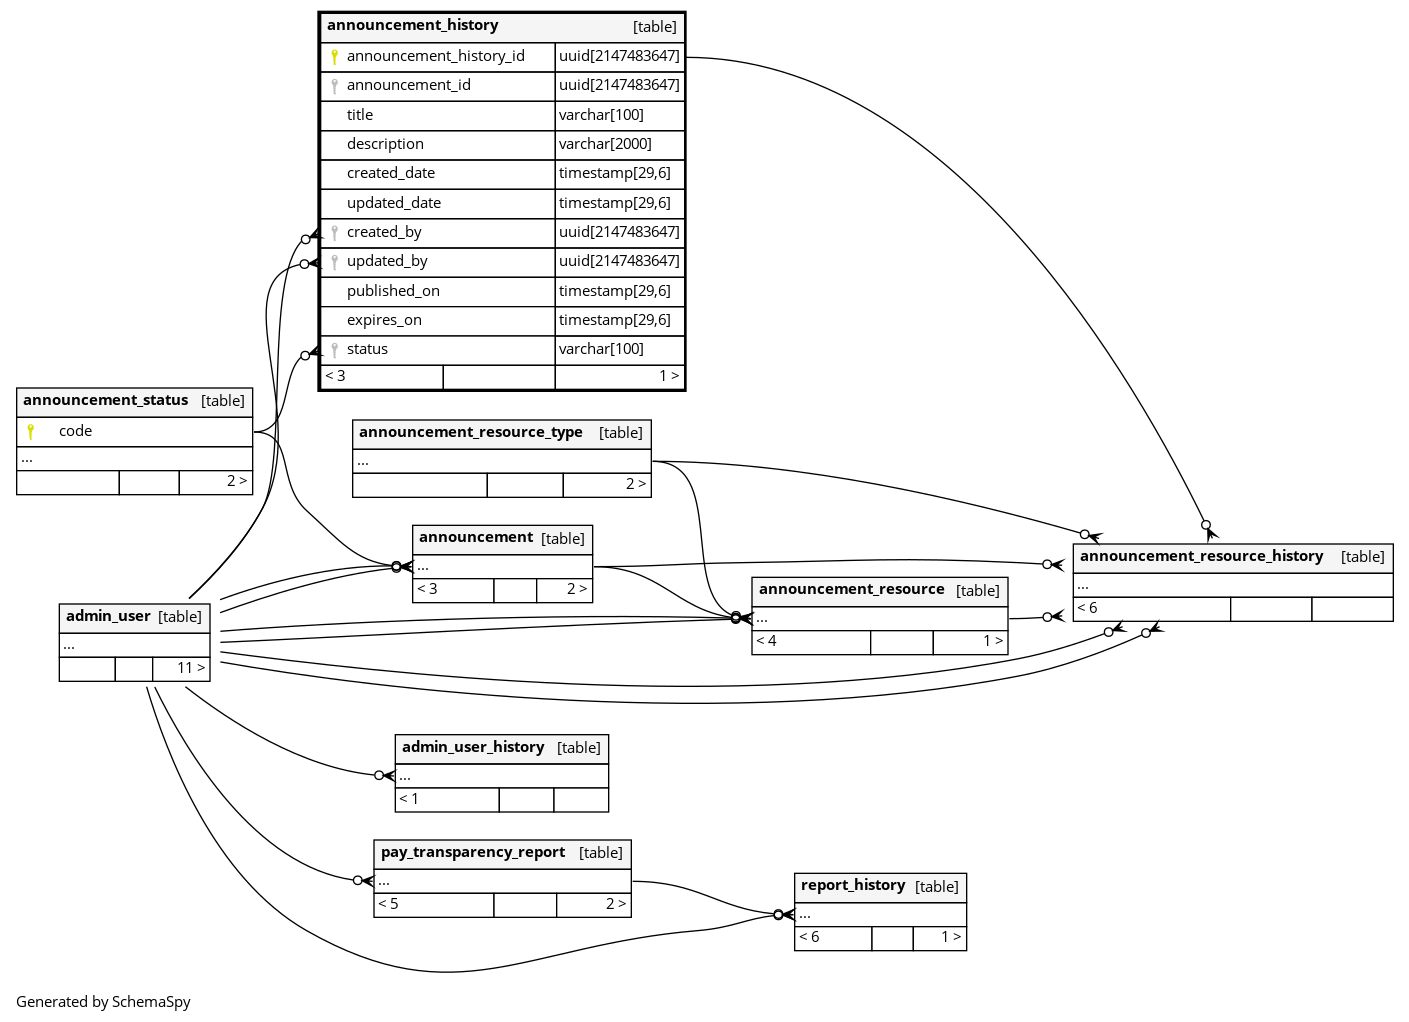 announcement_history [table]
announcement_history_id uuid[2147483647]
announcement_id uuid[2147483647]
title varchar[100]
description varchar[2000]
created_date timestamp[29,6]
updated_date timestamp[29,6]
created_by uuid[2147483647]
updated_by uuid[2147483647]
published_on timestamp[29,6]
expires_on timestamp[29,6]
status varchar[100]
< 3 1 >
announcement_status [table]
code
...
2 >
announcement_resource_type [table]
...
2 >
announcement [table]
...
< 3 2 >
announcement_resource_history [table]
...
< 6
announcement_resource [table]
...
< 4 1 >
admin_user [table]
...
11 >
admin_user_history [table]
...
< 1
pay_transparency_report [table]
...
< 5 2 >
report_history [table]
...
< 6 1 >
Generated by SchemaSpy